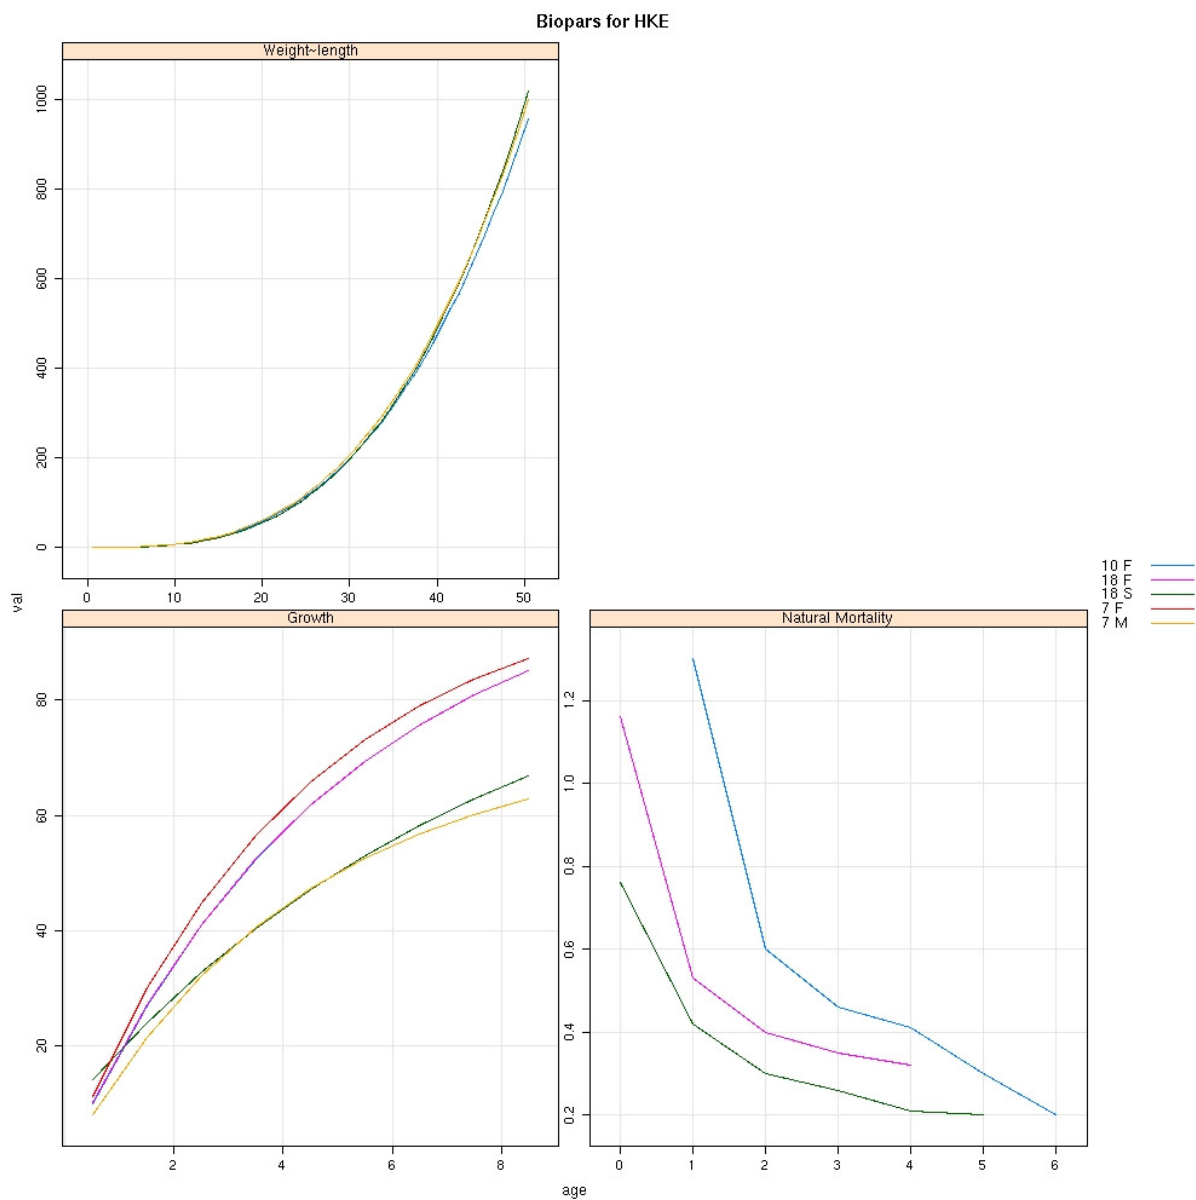 Biopars for HKE
Weight~length
1000
800
600
400
200
0
0 10 20 30 40 50
val
10 F
18 F
18 S
7 F
7 M
Growth
80
60
40
20
2 4 6 8
Natural Mortality
1.2
1.0
0.8
0.6
0.4
0.2
0 1 2 3 4 5 6
age